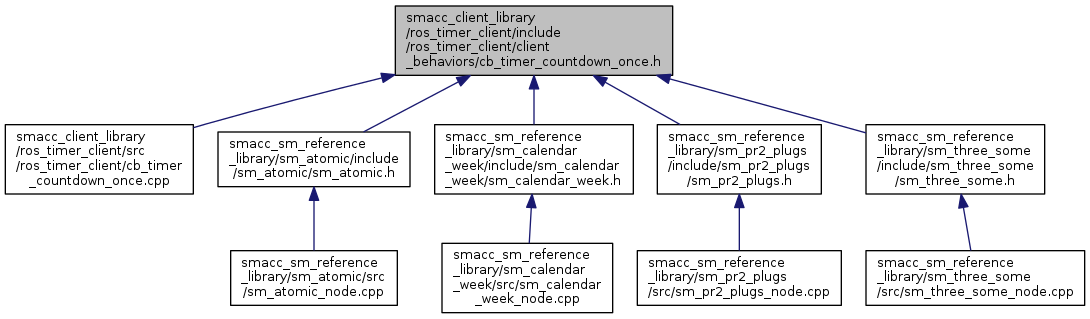 smacc_client_library
/ros_timer_client/include
/ros_timer_client/client
_behaviors/cb_timer_countdown_once.h
smacc_client_library
/ros_timer_client/src
/ros_timer_client/cb_timer
_countdown_once.cpp
smacc_sm_reference
_library/sm_atomic/include
/sm_atomic/sm_atomic.h
smacc_sm_reference
_library/sm_calendar
_week/include/sm_calendar
_week/sm_calendar_week.h
smacc_sm_reference
_library/sm_pr2_plugs
/include/sm_pr2_plugs
/sm_pr2_plugs.h
smacc_sm_reference
_library/sm_three_some
/include/sm_three_some
/sm_three_some.h
smacc_sm_reference
_library/sm_atomic/src
/sm_atomic_node.cpp
smacc_sm_reference
_library/sm_calendar
_week/src/sm_calendar
_week_node.cpp
smacc_sm_reference
_library/sm_pr2_plugs
/src/sm_pr2_plugs_node.cpp
smacc_sm_reference
_library/sm_three_some
/src/sm_three_some_node.cpp